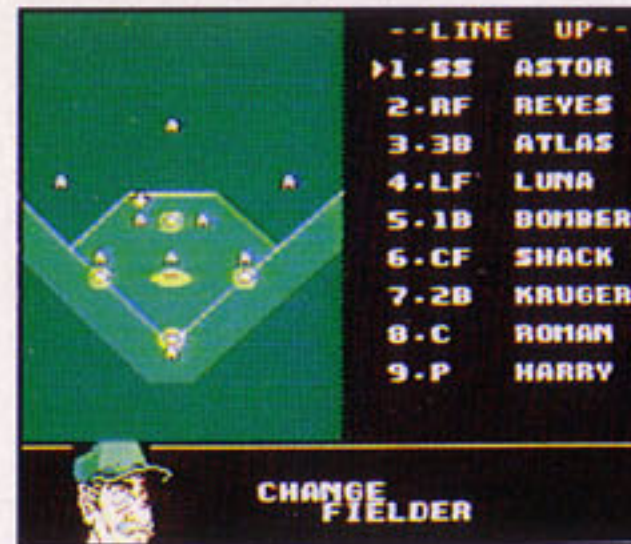 --LINE UP--
1-SS ASTOR
2-RF REYES
3-3B ATLAS
4-LF LUNA
5-1B BOMBER
6-CF SHACK
7-2B KRUGER
8-C ROMAN
9-P HARRY
CHANGE
FIELDER